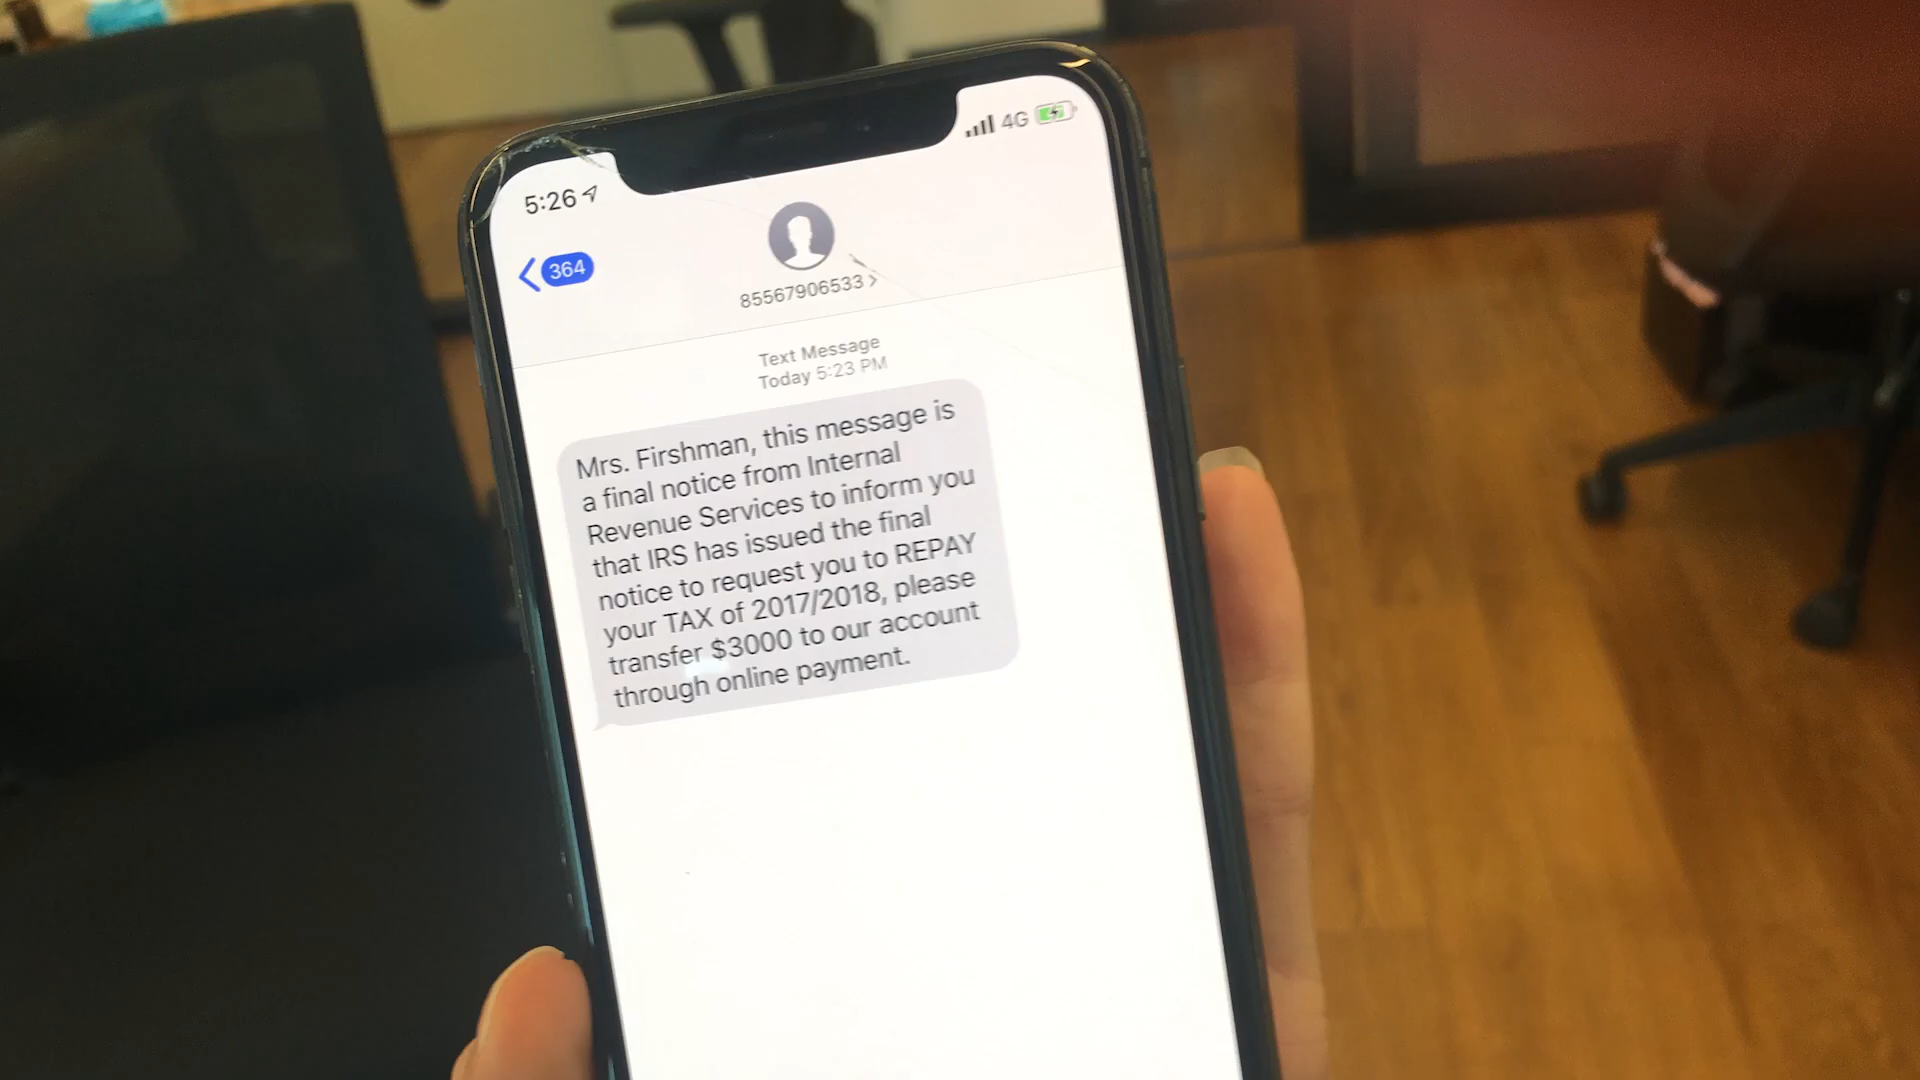 5:26
4G
364
85567906533
Text Message
Today 5:23 PM
Mrs. Firshman, this message is
a final notice from Internal
Revenue Services to inform you
that IRS has issued the final
notice to request you to REPAY
your TAX of 2017/2018, please
transfer $3000 to our account
through online payment.